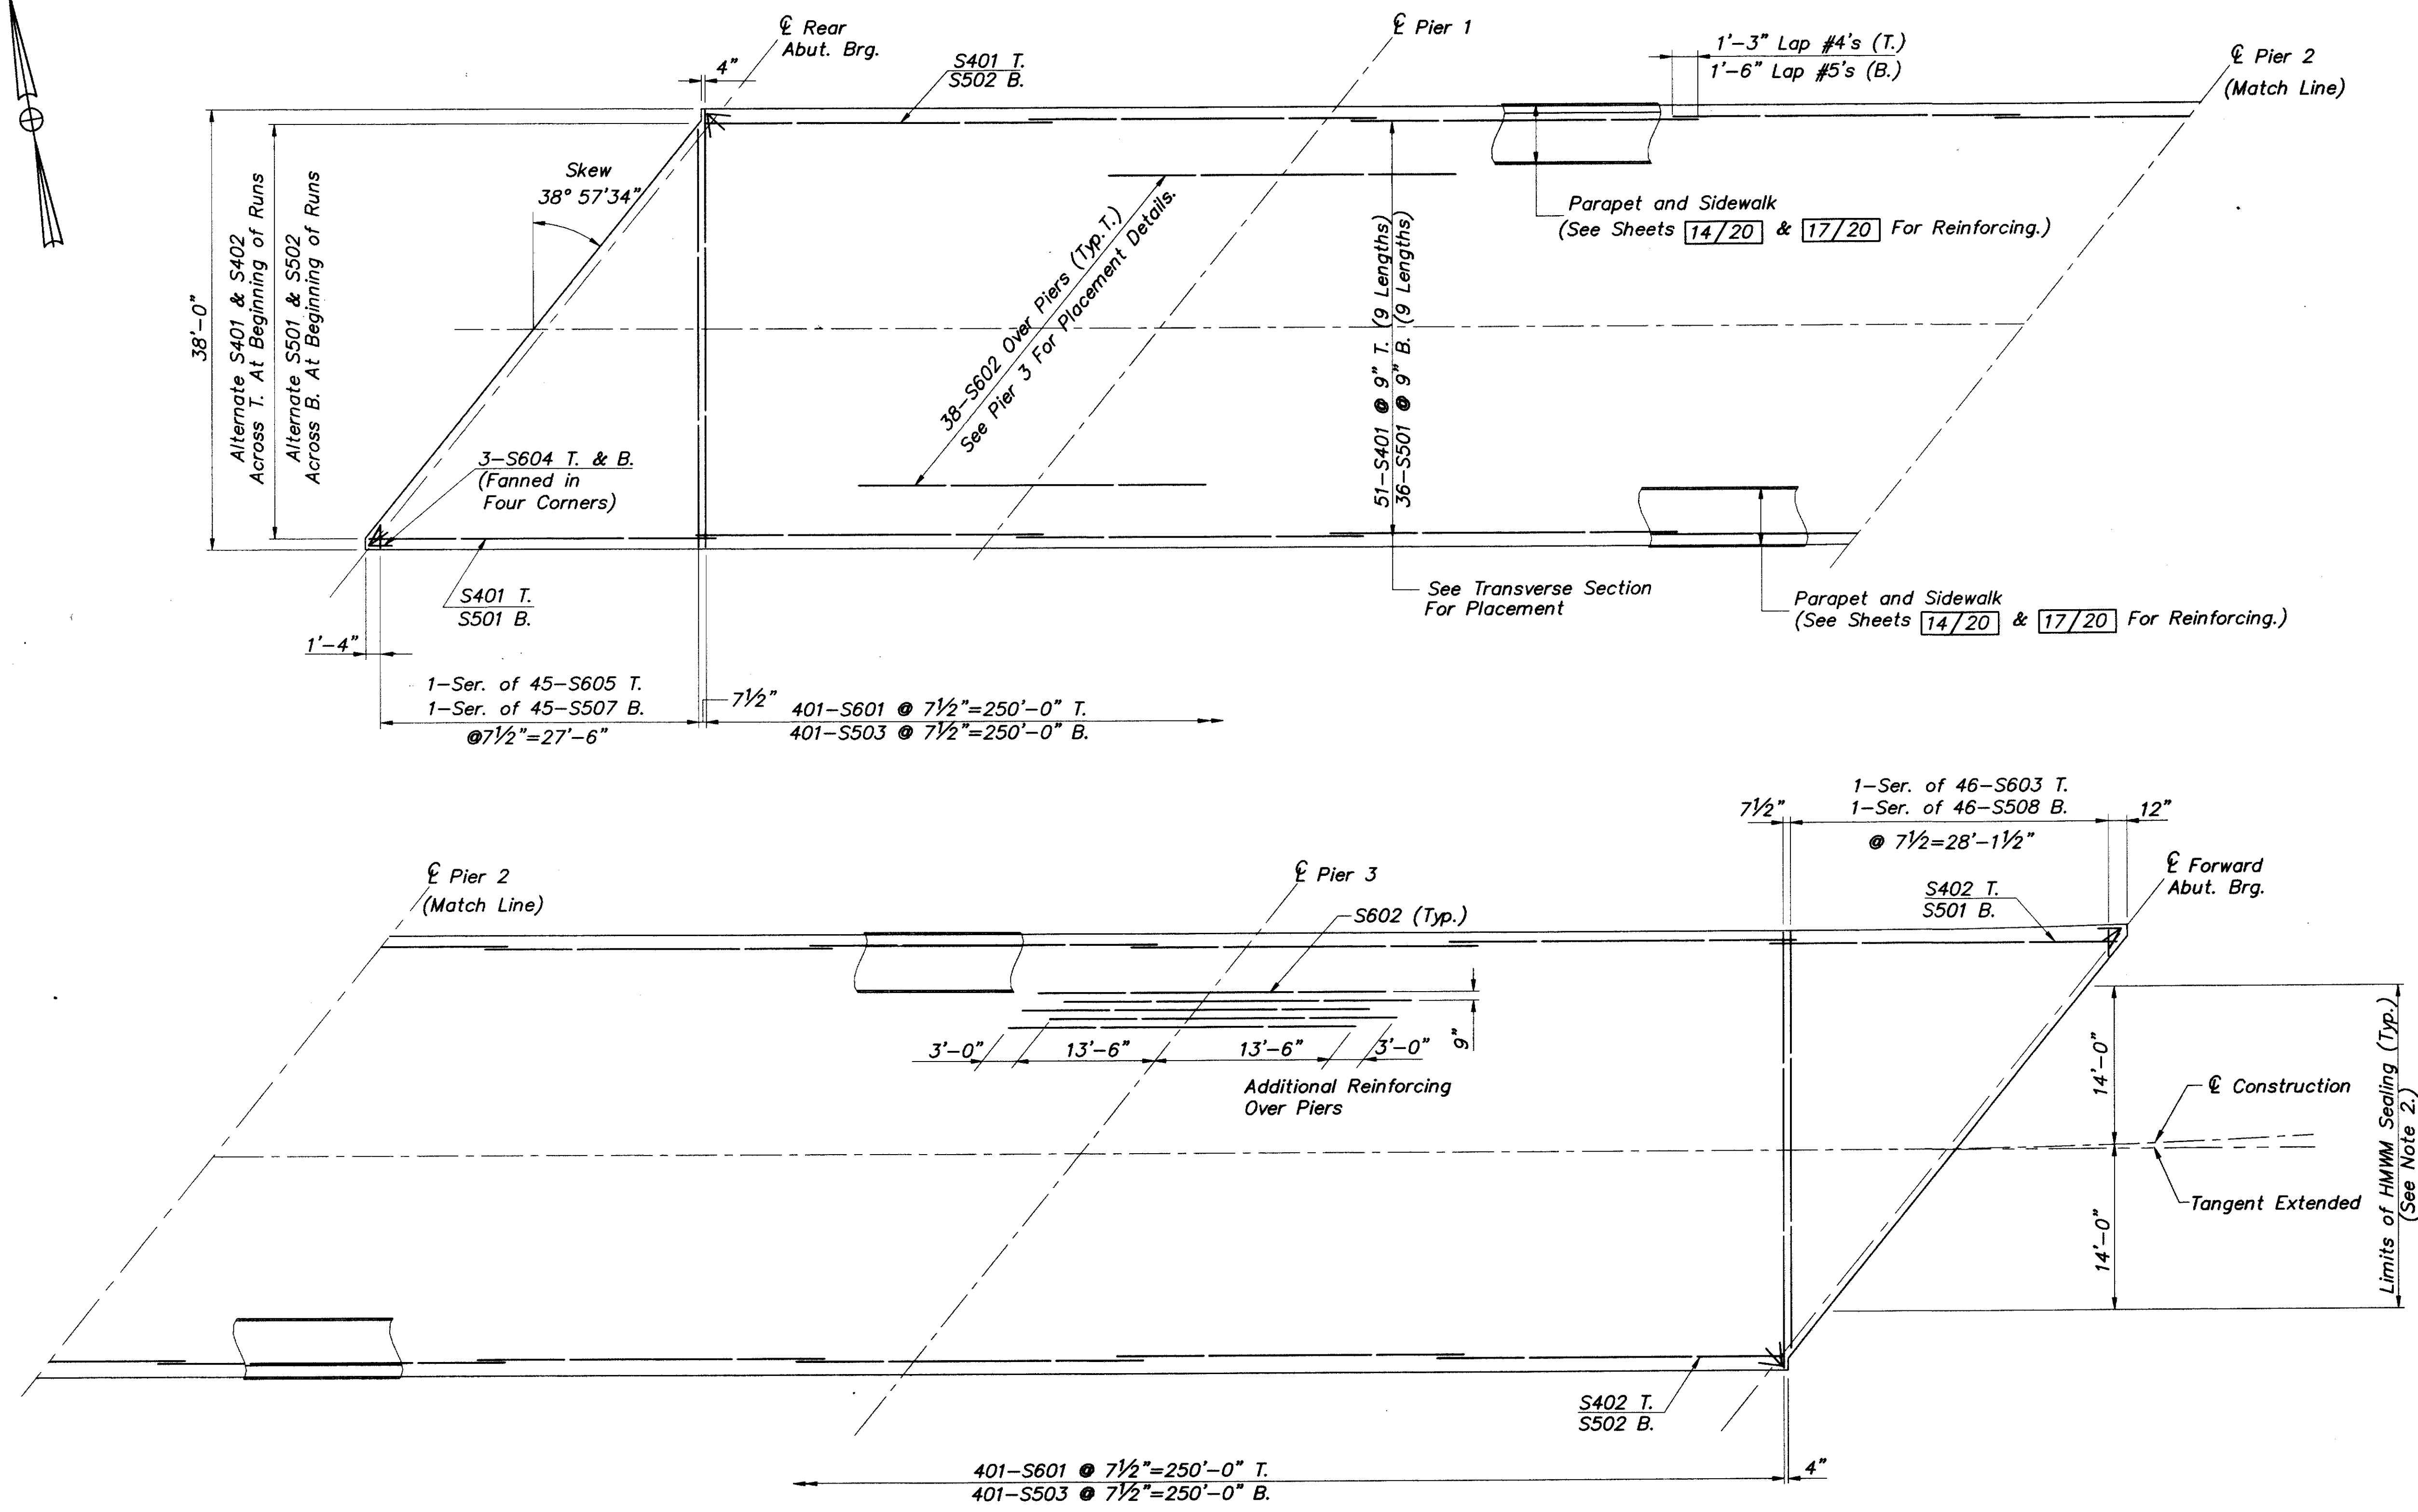 ℄ Rear
Abut. Brg.
℄ Pier 1
℄ Pier 2
(Match Line)
4"
S401 T.
S502 B.
1'-3" Lap #4's (T.)
1'-6" Lap #5's (B.)
38'-0"
Alternate S401 & S402
Across T. At Beginning of Runs
Alternate S501 & S502
Across B. At Beginning of Runs
Skew
38° 57'34"
38-S602 Over Piers (Typ.T.)
See Pier 3 For Placement Details.
51-S401 @ 9" T. (9 Lengths)
36-S501 @ 9" B. (9 Lengths)
Parapet and Sidewalk
(See Sheets 14/20 & 17/20 For Reinforcing.)
3-S604 T. & B.
(Fanned in
Four Corners)
S401 T.
S501 B.
See Transverse Section
For Placement
Parapet and Sidewalk
(See Sheets 14/20 & 17/20 For Reinforcing.)
1'-4"
1-Ser. of 45-S605 T.
1-Ser. of 45-S507 B.
@7½"=27'-6"
7½"
401-S601 @ 7½"=250'-0" T.
401-S503 @ 7½"=250'-0" B.
1-Ser. of 46-S603 T.
1-Ser. of 46-S508 B.
@ 7½=28'-1½"
7½"
12"
℄ Pier 2
(Match Line)
℄ Pier 3
℄ Forward
Abut. Brg.
S602 (Typ.)
S402 T.
S501 B.
9"
3'-0"
13'-6"
13'-6"
3'-0"
Additional Reinforcing
Over Piers
14'-0"
14'-0"
℄ Construction
Tangent Extended
Limits of HMWM Sealing (Typ.)
(See Note 2.)
S402 T.
S502 B.
401-S601 @ 7½"=250'-0" T.
401-S503 @ 7½"=250'-0" B.
4"